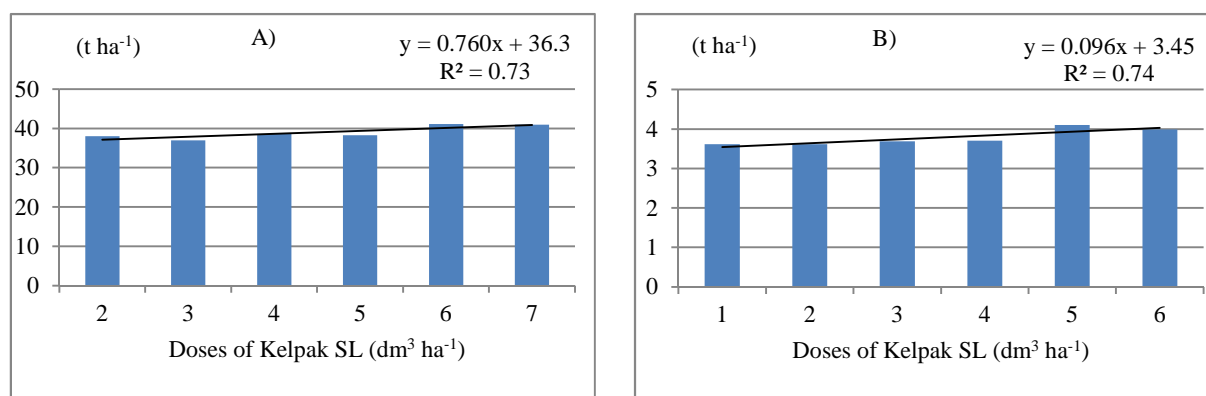 (t ha⁻¹) A) y = 0.760x + 36.3
R² = 0.73
50
40
30
20
10
0
2 3 4 5 6 7
Doses of Kelpak SL (dm³ ha⁻¹)
(t ha⁻¹) B) y = 0.096x + 3.45
R² = 0.74
5
4
3
2
1
0
1 2 3 4 5 6
Doses of Kelpak SL (dm³ ha⁻¹)